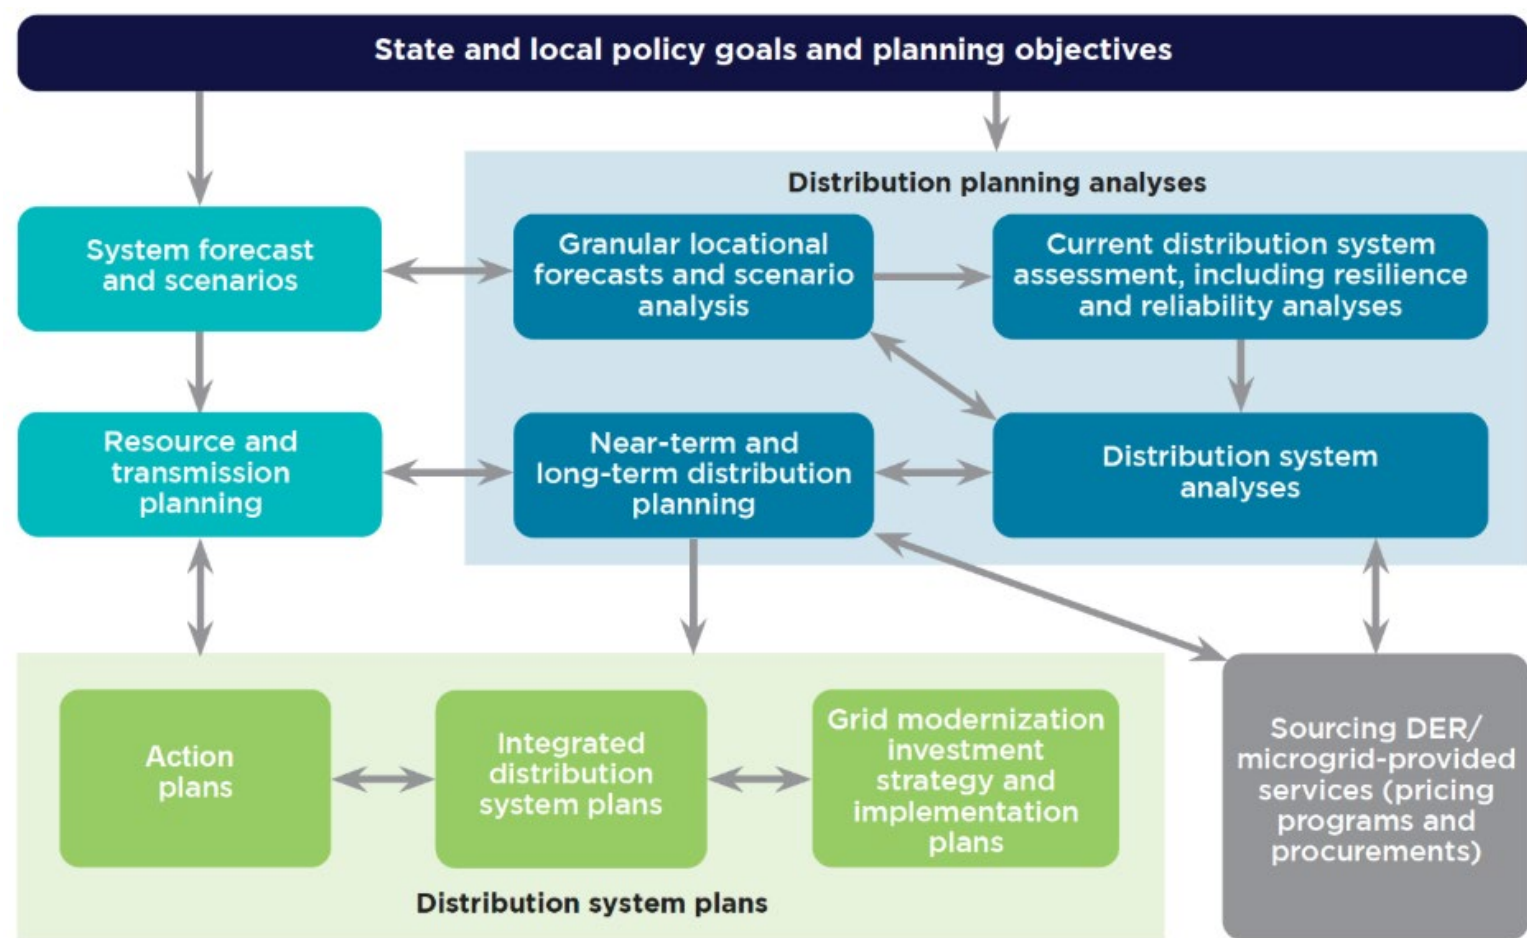 State and local policy goals and planning objectives
Distribution planning analyses
System forecast
and scenarios
Granular locational
forecasts and scenario
analysis
Current distribution system
assessment, including resilience
and reliability analyses
Resource and
transmission
planning
Near-term and
long-term distribution
planning
Distribution system
analyses
Action
plans
Integrated
distribution
system plans
Grid modernization
investment
strategy and
implementation
plans
Sourcing DER/
microgrid-provided
services (pricing
programs and
procurements)
Distribution system plans